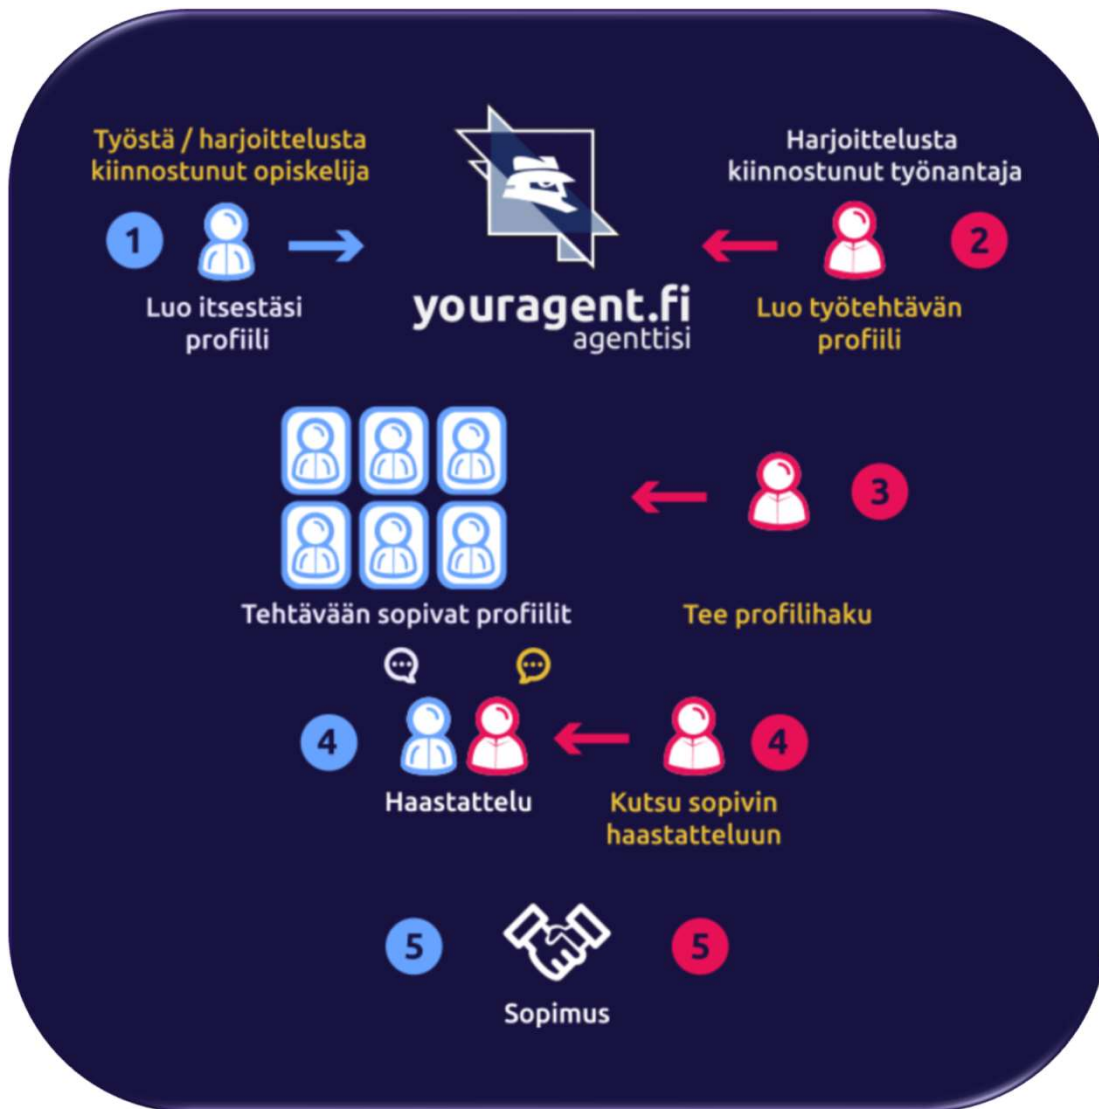 Työstä / harjoittelusta
kiinnostunut opiskelija
1
Luo itsestäsi
profiili
youragent.fi
agenttisi
Harjoittelusta
kiinnostunut työnantaja
2
Luo työtehtävän
profiili
3
Tehtävään sopivat profiilit
Tee profilihaku
4
Haastattelu
4
Kutsu sopivin
haastatteluun
5
5
Sopimus